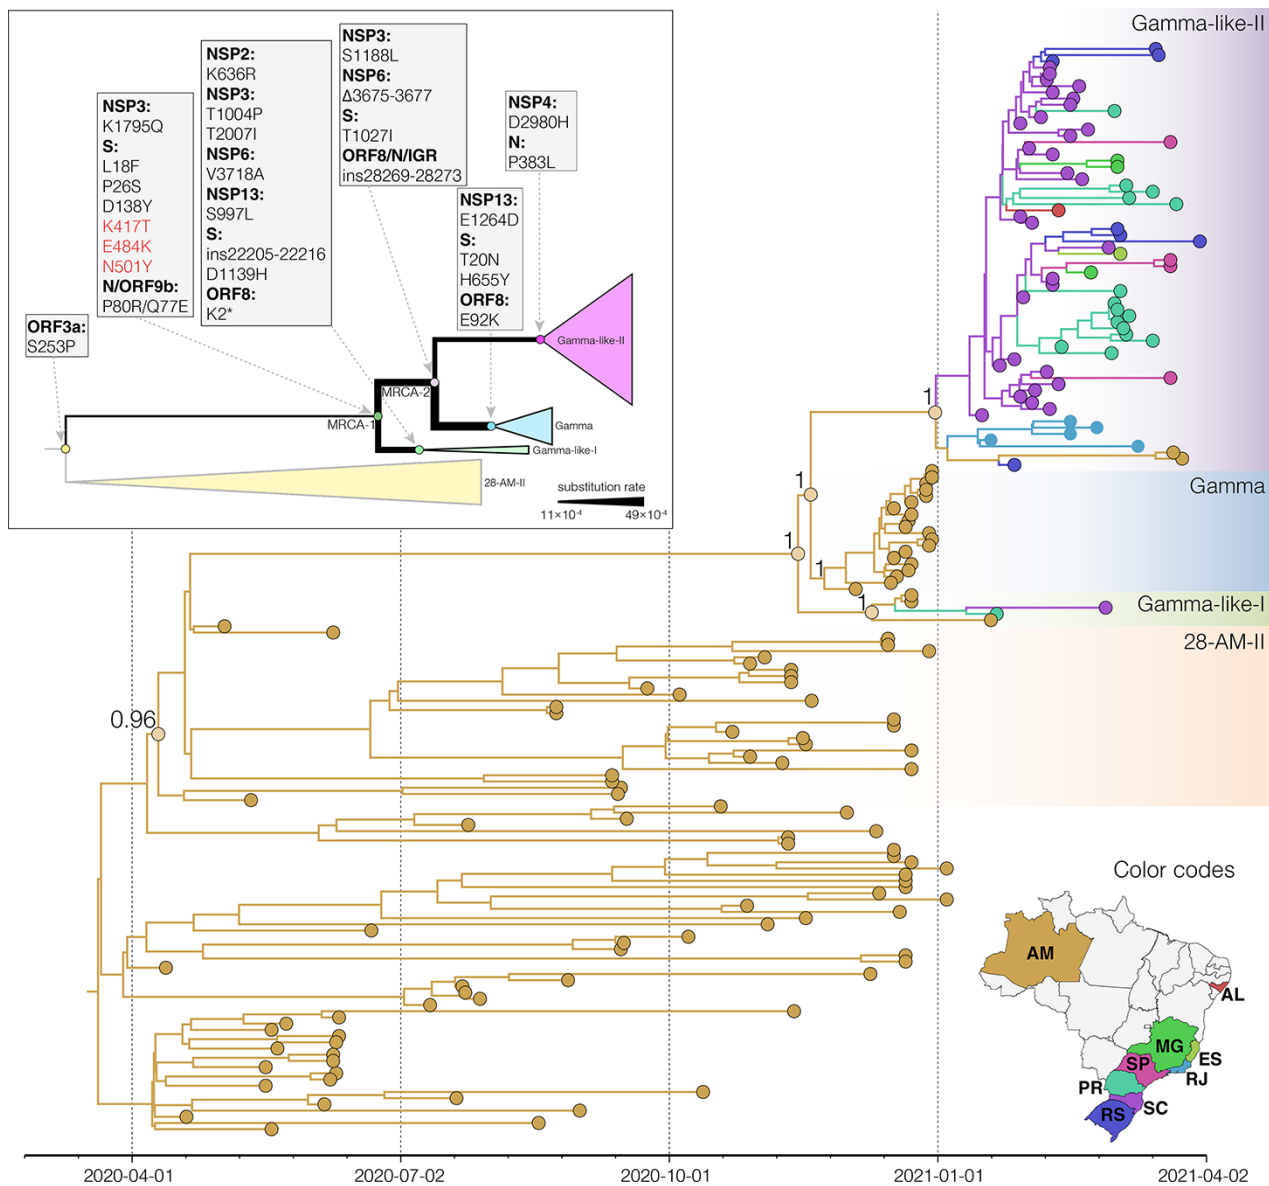 Gamma-like-II
NSP3:
S1188L
NSP6:
Δ3675-3677
S:
T1027I
ORF8/N/IGR
ins28269-28273
NSP2:
K636R
NSP3:
T1004P
T2007I
NSP6:
V3718A
NSP13:
S997L
S:
ins22205-22216
D1139H
ORF8:
K2*
NSP4:
D2980H
N:
P383L
NSP3:
K1795Q
S:
L18F
P26S
D138Y
K417T
E484K
N501Y
N/ORF9b:
P80R/Q77E
NSP13:
E1264D
S:
T20N
H655Y
ORF8:
E92K
ORF3a:
S253P
Gamma-like-II
MRCA-2
MRCA-1
Gamma
Gamma-like-I
28-AM-II
substitution rate
11×10⁻⁴ 49×10⁻⁴
1
1
1
1
1
Gamma
Gamma-like-I
28-AM-II
0.96
Color codes
AM
AL
MG
ES
SP
RJ
PR
SC
RS
2020-04-01 2020-07-02 2020-10-01 2021-01-01 2021-04-02